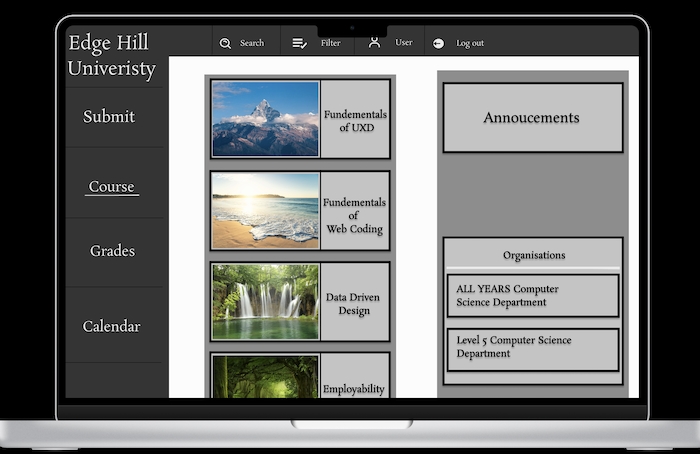 Edge Hill
Univeristy
Search
Filter
User
Log out
Submit
Course
Grades
Calendar
Fundementals
of UXD
Fundementals
of
Web Coding
Data Driven
Design
Employability
Annoucements
Organisations
ALL YEARS Computer
Science Department
Level 5 Computer Science
Department